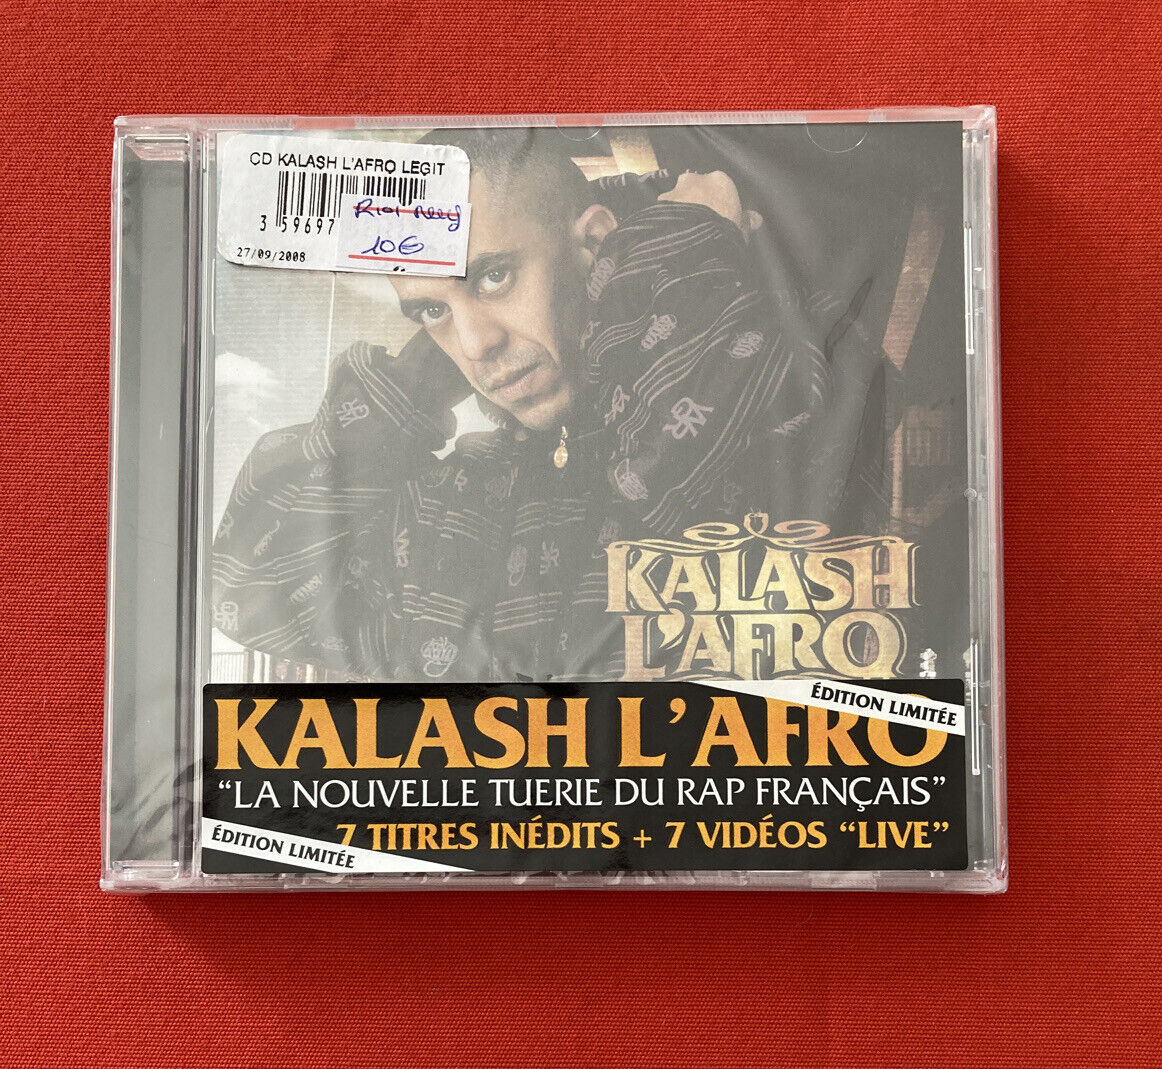 CD KALASH L'AFRO LEGIT
3 59697
10€
27/09/2008
KALASH
L'AFRO
ÉDITION LIMITÉE
KALASH L'AFRO
"LA NOUVELLE TUERIE DU RAP FRANÇAIS"
7 TITRES INÉDITS + 7 VIDÉOS "LIVE"
ÉDITION LIMITÉE